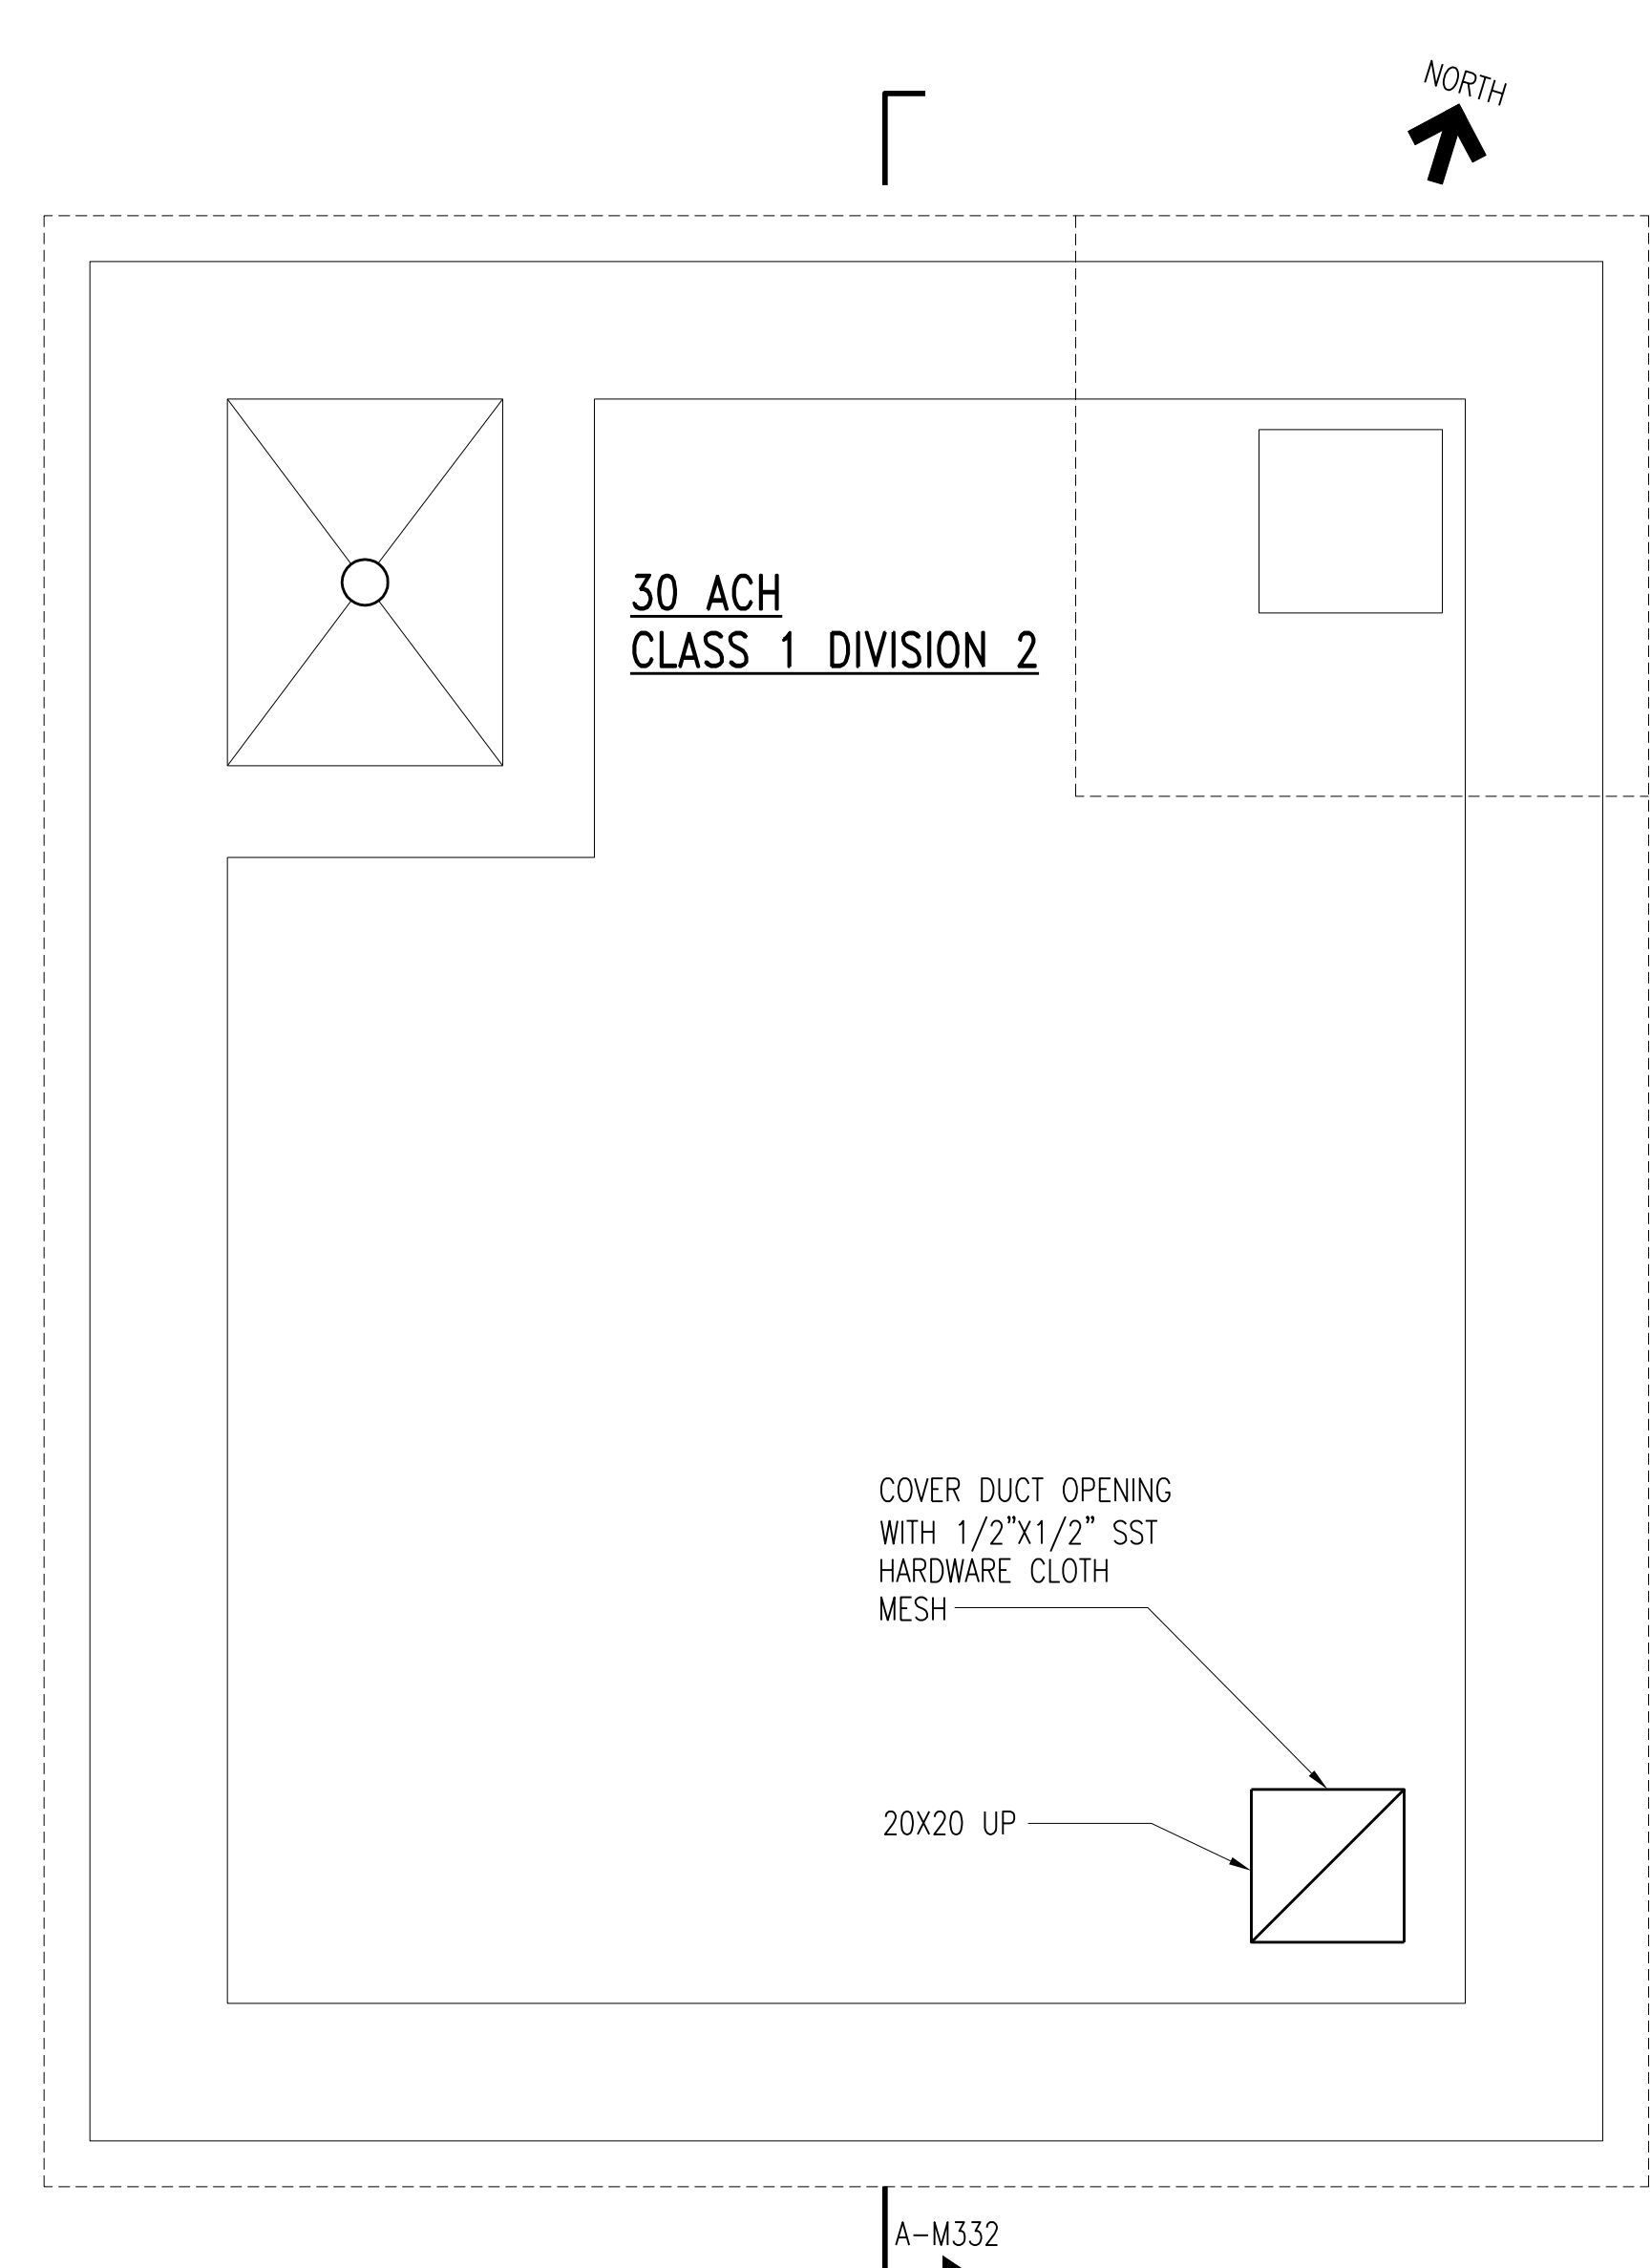 NORTH
30 ACH
CLASS 1 DIVISION 2
COVER DUCT OPENING
WITH 1/2"X1/2" SST
HARDWARE CLOTH
MESH
20X20 UP
A-M332